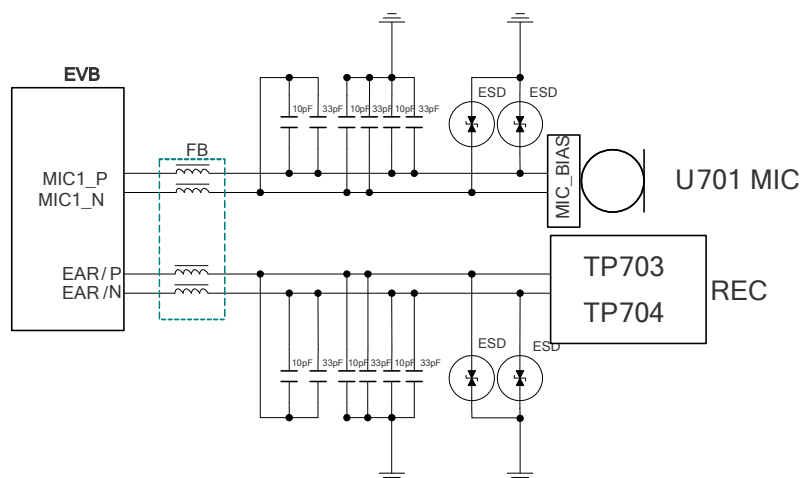 EVB
ESD ESD
10pF 33pF 10pF 33pF 10pF 33pF
FB
MIC1_P
MIC1_N
MIC_BIAS
U701 MIC
EAR/P
EAR/N
TP703
TP704
REC
ESD ESD
10pF 33pF 10pF 33pF 10pF 33pF